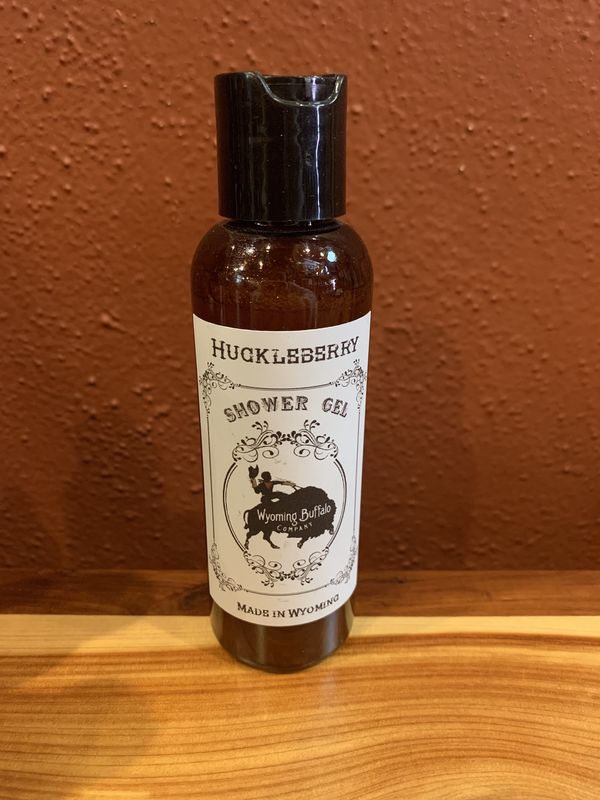 HUCKLEBERRY
SHOWER GEL
Wyoming Buffalo
COMPANY
MADE IN WYOMING